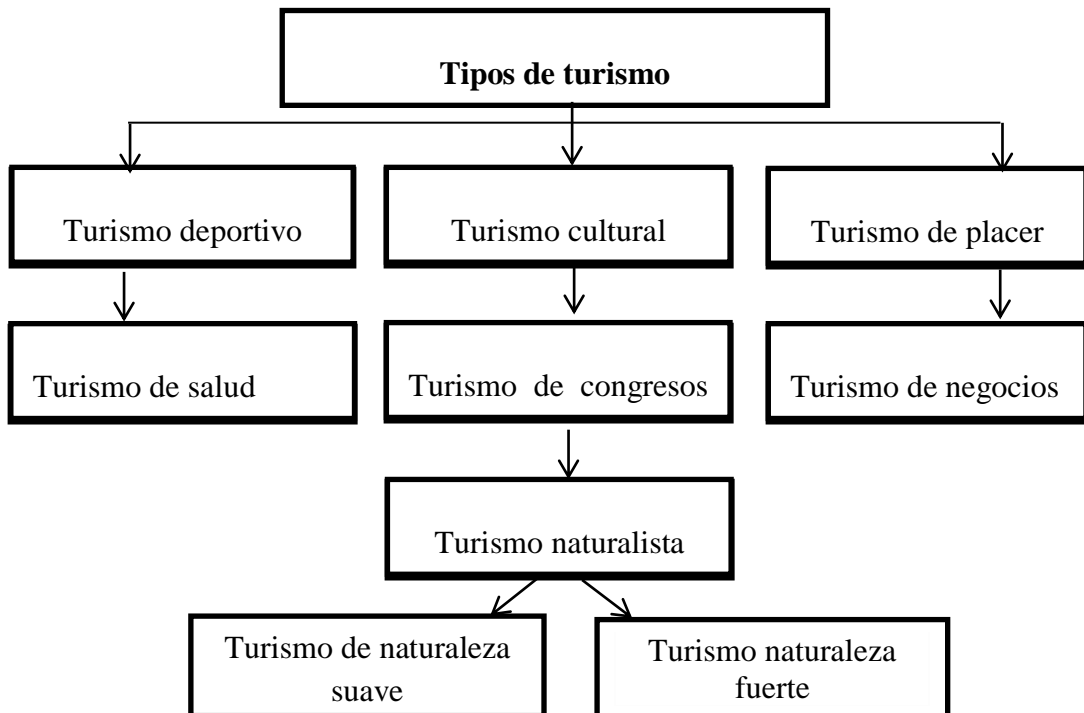 Tipos de turismo
Turismo deportivo
Turismo cultural
Turismo de placer
Turismo de salud
Turismo de congresos
Turismo de negocios
Turismo naturalista
Turismo de naturaleza
suave
Turismo naturaleza
fuerte